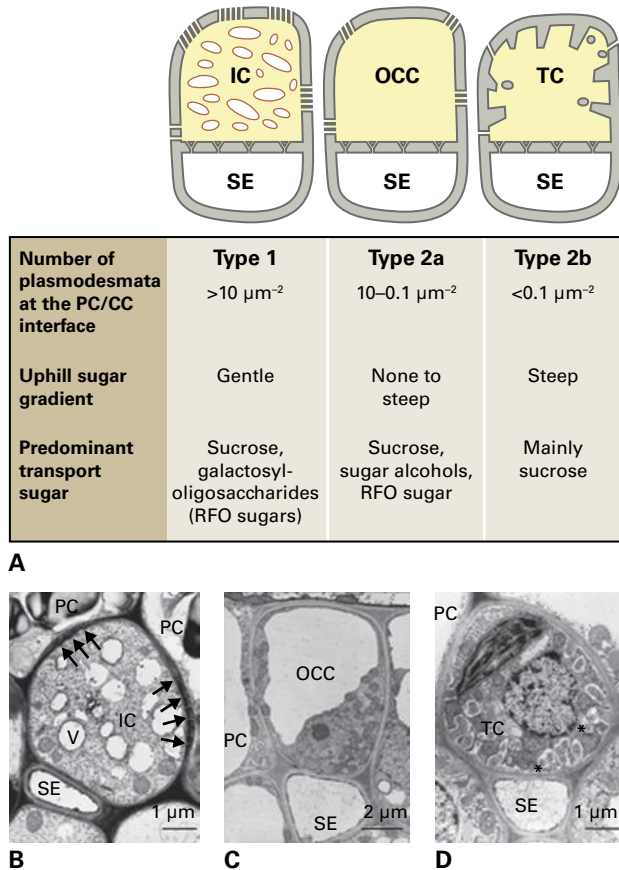 IC
OCC
TC
SE
SE
SE
Number of
plasmodesmata
at the PC/CC
interface
Type 1
>10 µm⁻²
Type 2a
10–0.1 µm⁻²
Type 2b
<0.1 µm⁻²
Uphill sugar
gradient
Gentle
None to
steep
Steep
Predominant
transport
sugar
Sucrose,
galactosyl-
oligosaccharides
(RFO sugars)
Sucrose,
sugar alcohols,
RFO sugar
Mainly
sucrose
A
PC
PC
IC
V
SE
1 µm
B
OCC
PC
SE
2 µm
C
PC
TC
*
*
SE
1 µm
D